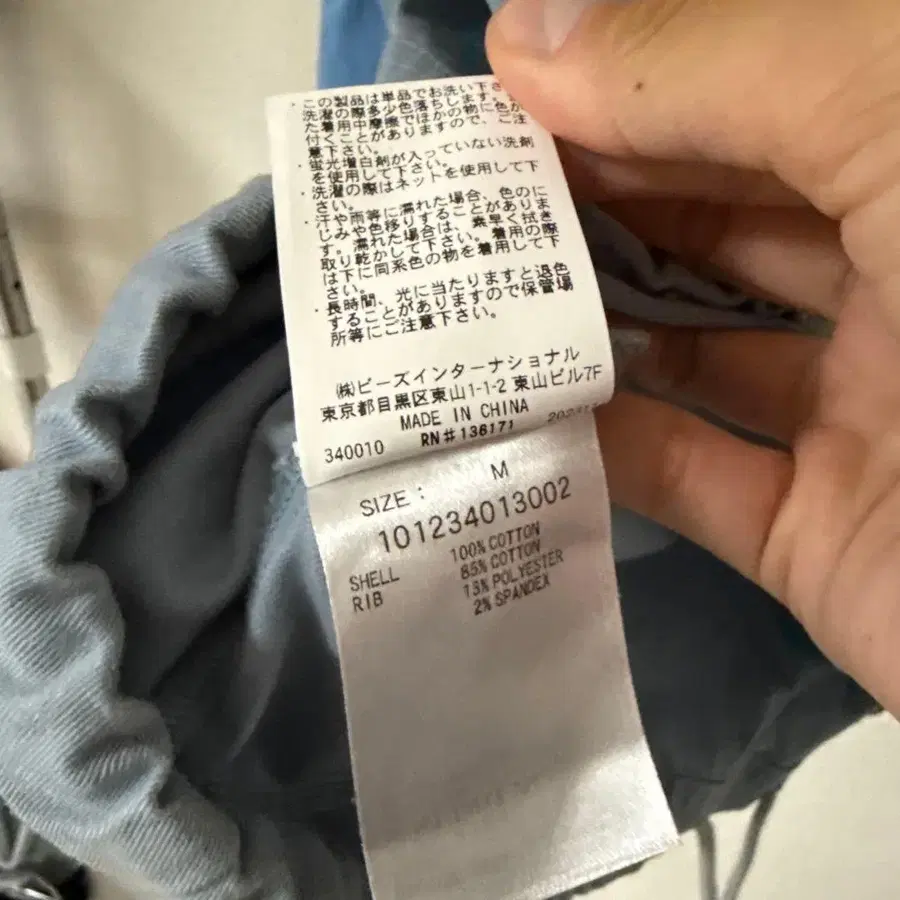 ・この製品は単品でお洗い下さ
洗濯の際多少色落ちします。
た着用中摩擦でほかの物に色が
付くことがありますので、ご注
意下さい。
・蛍光増白剤が入っていない洗剤
を使用して下さい。
・洗濯の際はネットを使用して下
さい。
・汗や雨等に濡れた場合、色のに
じみや色移りすることがありま
す。濡れた場合は、素早く拭き
取り乾かして下さい。着用の際
は下に同系色の物を着用して下
さい。
・長時間、光に当たりますと退色
することがありますので保管場
所等にご注意下さい。
㈱ビーズインターナショナル
東京都目黒区東山1-1-2 東山ビル7F
MADE IN CHINA
340010 RN#136171
SIZE : M
101234013002
SHELL 100% COTTON
RIB 85% COTTON
13% POLYESTER
2% SPANDEX